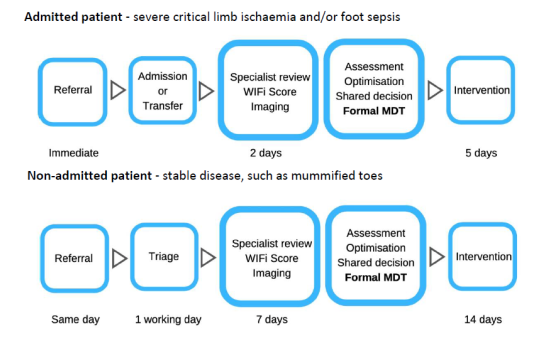 Admitted patient - severe critical limb ischaemia and/or foot sepsis
Referral
Admission
or
Transfer
Specialist review
WIFi Score
Imaging
Assessment
Optimisation
Shared decision
Formal MDT
Intervention
Immediate
2 days
5 days
Non-admitted patient - stable disease, such as mummified toes
Referral
Triage
Specialist review
WIFi Score
Imaging
Assessment
Optimisation
Shared decision
Formal MDT
Intervention
Same day
1 working day
7 days
14 days